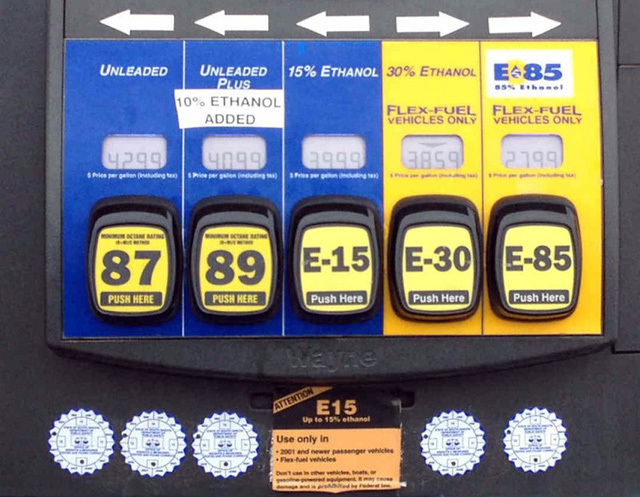 UNLEADED
UNLEADED
PLUS
10% ETHANOL
ADDED
15% ETHANOL
30% ETHANOL
E85
85% Ethanol
FLEX-FUEL
VEHICLES ONLY
FLEX-FUEL
VEHICLES ONLY
4.299
4.099
3.999
3.859
2.799
$ Price per gallon (including tax)
$ Price per gallon (including tax)
$ Price per gallon (including tax)
$ Price per gallon (including tax)
$ Price per gallon (including tax)
MINIMUM OCTANE RATING
87
PUSH HERE
MINIMUM OCTANE RATING
89
PUSH HERE
E-15
Push Here
E-30
Push Here
E-85
Push Here
Wayne
ATTENTION
E15
Up to 15% ethanol
Use only in
• 2001 and newer passenger vehicles
• Flex-fuel vehicles
Don't use in other vehicles, boats, or
gasoline-powered equipment. It may cause
damage and is prohibited by Federal law.